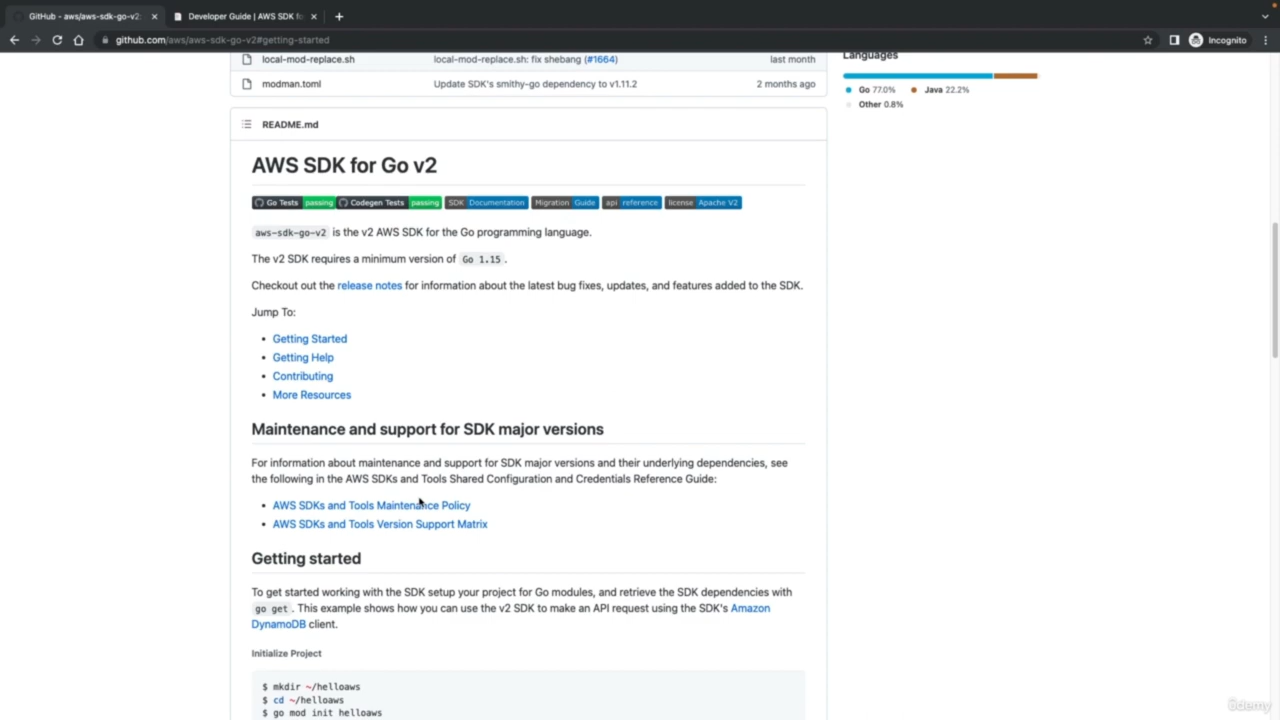 GitHub - aws/aws-sdk-go-v2:
Developer Guide | AWS SDK fo
github.com/aws/aws-sdk-go-v2#getting-started
Incognito
local-mod-replace.sh
local-mod-replace.sh: fix shebang (#1664)
last month
modman.toml
Update SDK's smithy-go dependency to v1.11.2
2 months ago
Languages
Go 77.0%
Java 22.2%
Other 0.8%
README.md
AWS SDK for Go v2
Go Tests passing Codegen Tests passing SDK Documentation Migration Guide api reference license Apache V2
aws-sdk-go-v2 is the v2 AWS SDK for the Go programming language.
The v2 SDK requires a minimum version of Go 1.15 .
Checkout out the release notes for information about the latest bug fixes, updates, and features added to the SDK.
Jump To:
• Getting Started
• Getting Help
• Contributing
• More Resources
Maintenance and support for SDK major versions
For information about maintenance and support for SDK major versions and their underlying dependencies, see
the following in the AWS SDKs and Tools Shared Configuration and Credentials Reference Guide:
• AWS SDKs and Tools Maintenance Policy
• AWS SDKs and Tools Version Support Matrix
Getting started
To get started working with the SDK setup your project for Go modules, and retrieve the SDK dependencies with
go get . This example shows how you can use the v2 SDK to make an API request using the SDK's Amazon
DynamoDB client.
Initialize Project
$ mkdir ~/helloaws
$ cd ~/helloaws
$ go mod init helloaws
ûdemy